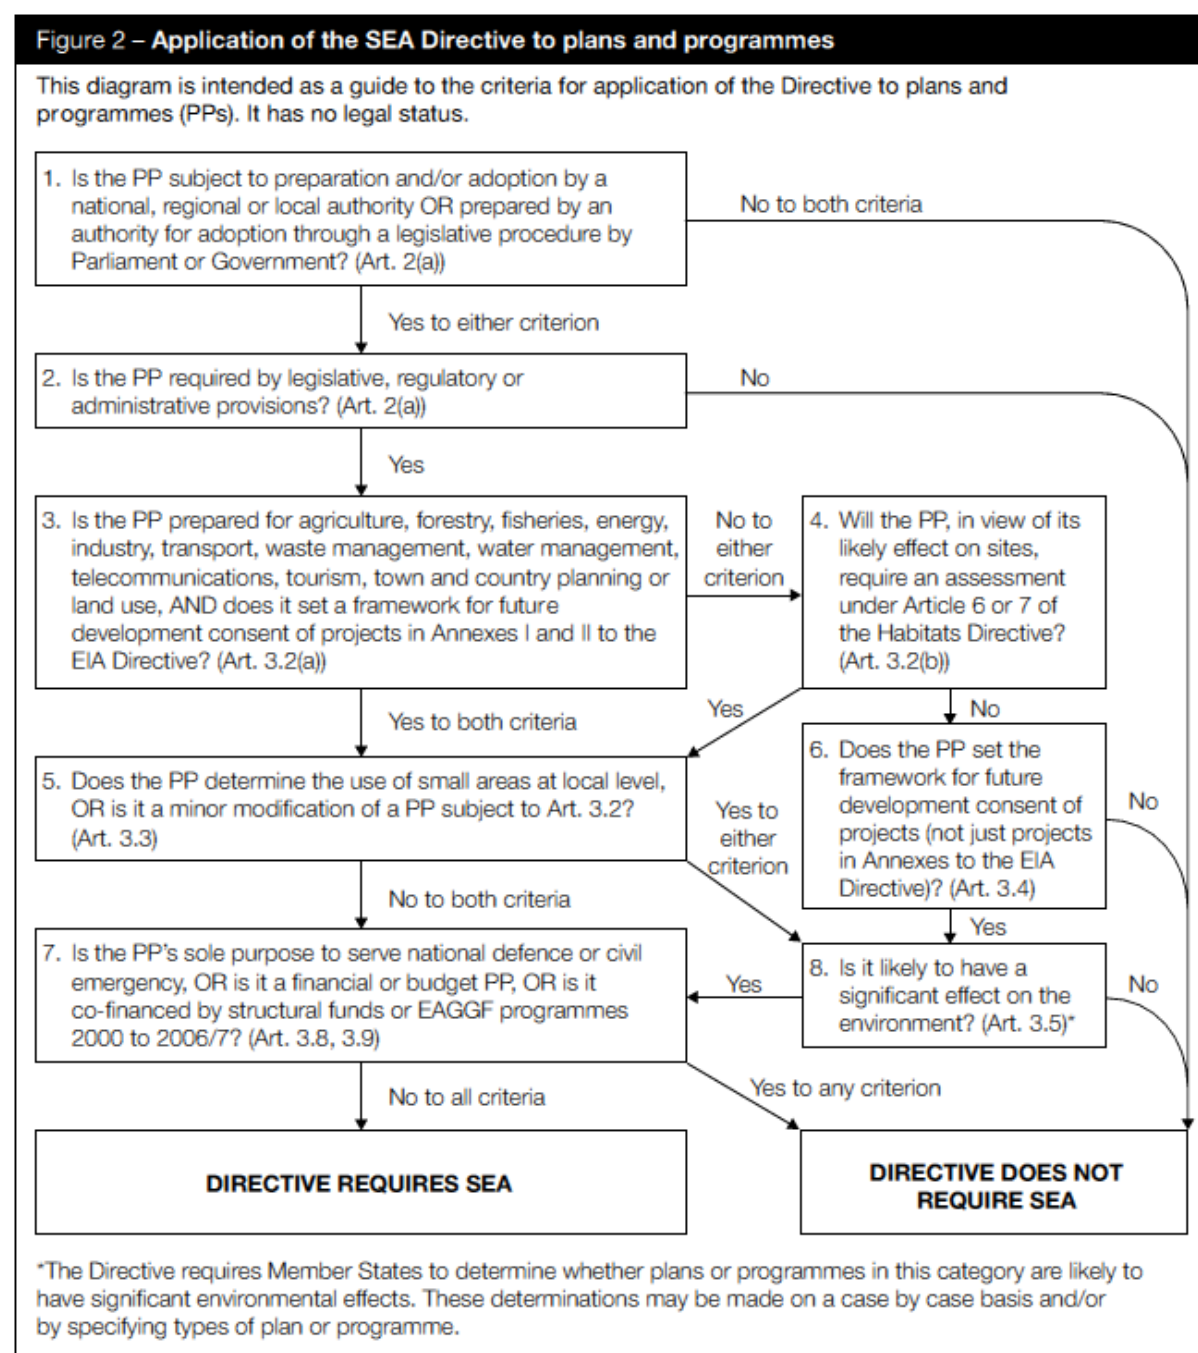 Figure 2 – Application of the SEA Directive to plans and programmes
This diagram is intended as a guide to the criteria for application of the Directive to plans and
programmes (PPs). It has no legal status.
1. Is the PP subject to preparation and/or adoption by a
national, regional or local authority OR prepared by an
authority for adoption through a legislative procedure by
Parliament or Government? (Art. 2(a))
No to both criteria
Yes to either criterion
2. Is the PP required by legislative, regulatory or
administrative provisions? (Art. 2(a))
No
Yes
3. Is the PP prepared for agriculture, forestry, fisheries, energy,
industry, transport, waste management, water management,
telecommunications, tourism, town and country planning or
land use, AND does it set a framework for future
development consent of projects in Annexes I and II to the
EIA Directive? (Art. 3.2(a))
No to
either
criterion
4. Will the PP, in view of its
likely effect on sites,
require an assessment
under Article 6 or 7 of
the Habitats Directive?
(Art. 3.2(b))
Yes to both criteria
Yes
No
5. Does the PP determine the use of small areas at local level,
OR is it a minor modification of a PP subject to Art. 3.2?
(Art. 3.3)
Yes to
either
criterion
6. Does the PP set the
framework for future
development consent of
projects (not just projects
in Annexes to the EIA
Directive)? (Art. 3.4)
No
No to both criteria
Yes
7. Is the PP's sole purpose to serve national defence or civil
emergency, OR is it a financial or budget PP, OR is it
co-financed by structural funds or EAGGF programmes
2000 to 2006/7? (Art. 3.8, 3.9)
Yes
8. Is it likely to have a
significant effect on the
environment? (Art. 3.5)*
No
No to all criteria
Yes to any criterion
DIRECTIVE REQUIRES SEA
DIRECTIVE DOES NOT
REQUIRE SEA
*The Directive requires Member States to determine whether plans or programmes in this category are likely to
have significant environmental effects. These determinations may be made on a case by case basis and/or
by specifying types of plan or programme.